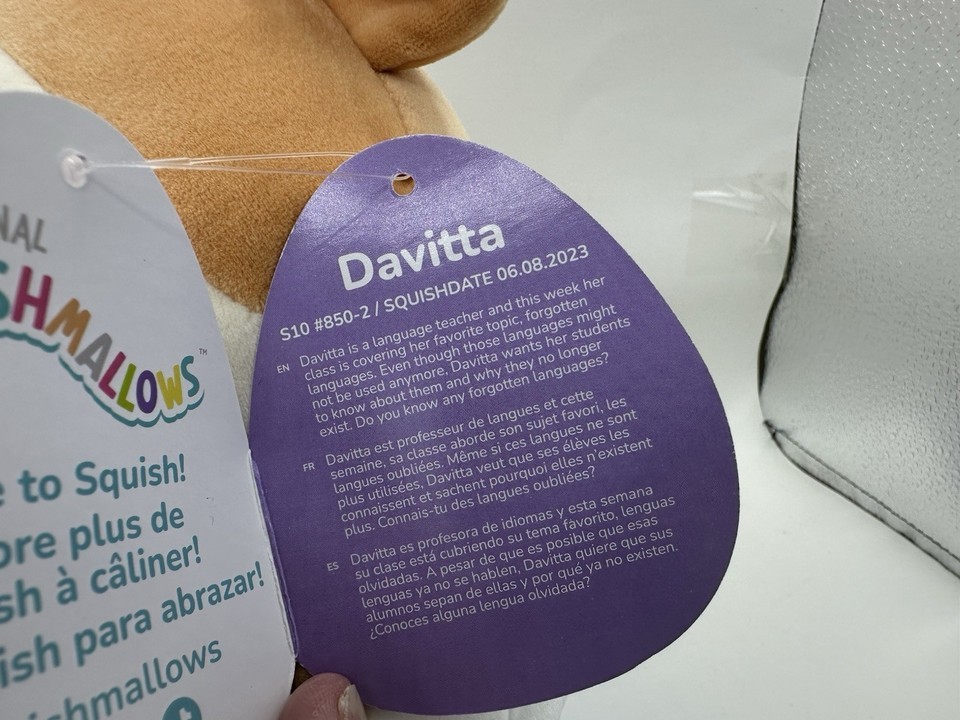 NAL
SHMALLOWS™
e to Squish!
ore plus de
sh à câliner!
ish para abrazar!
ishmallows
Davitta
S10 #850-2 / SQUISHDATE 06.08.2023
EN Davitta is a language teacher and this week her
class is covering her favorite topic, forgotten
languages. Even though those languages might
not be used anymore, Davitta wants her students
to know about them and why they no longer
exist. Do you know any forgotten languages?
FR Davitta est professeur de langues et cette
semaine, sa classe aborde son sujet favori, les
langues oubliées. Même si ces langues ne sont
plus utilisées, Davitta veut que ses élèves les
connaissent et sachent pourquoi elles n'existent
plus. Connais-tu des langues oubliées?
ES Davitta es profesora de idiomas y esta semana
su clase está cubriendo su tema favorito, lenguas
olvidadas. A pesar de que es posible que esas
lenguas ya no se hablen, Davitta quiere que sus
alumnos sepan de ellas y por qué ya no existen.
¿Conoces alguna lengua olvidada?